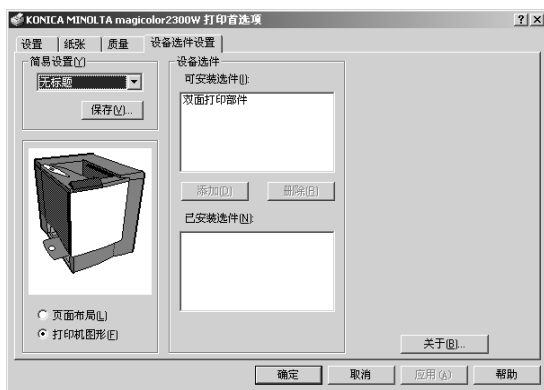 KONICA MINOLTA magicolor2300W 打印首选项
设置 纸张 质量 设备选件设置
简易设置(Y)
无标题
保存(V)...
页面布局(L)
打印机图形(E)
设备选件
可安装选件(I):
双面打印部件
添加(D) 删除(R)
已安装选件(N):
关于(B)...
确定 取消 应用(A) 帮助